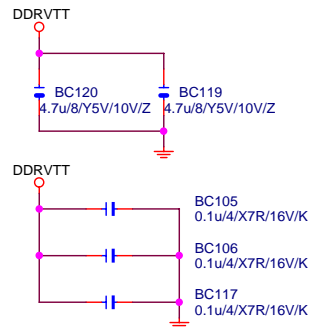 DDRVTT
BC120 BC119
4.7u/8/Y5V/10V/Z 4.7u/8/Y5V/10V/Z
DDRVTT
BC105
0.1u/4/X7R/16V/K
BC106
0.1u/4/X7R/16V/K
BC117
0.1u/4/X7R/16V/K